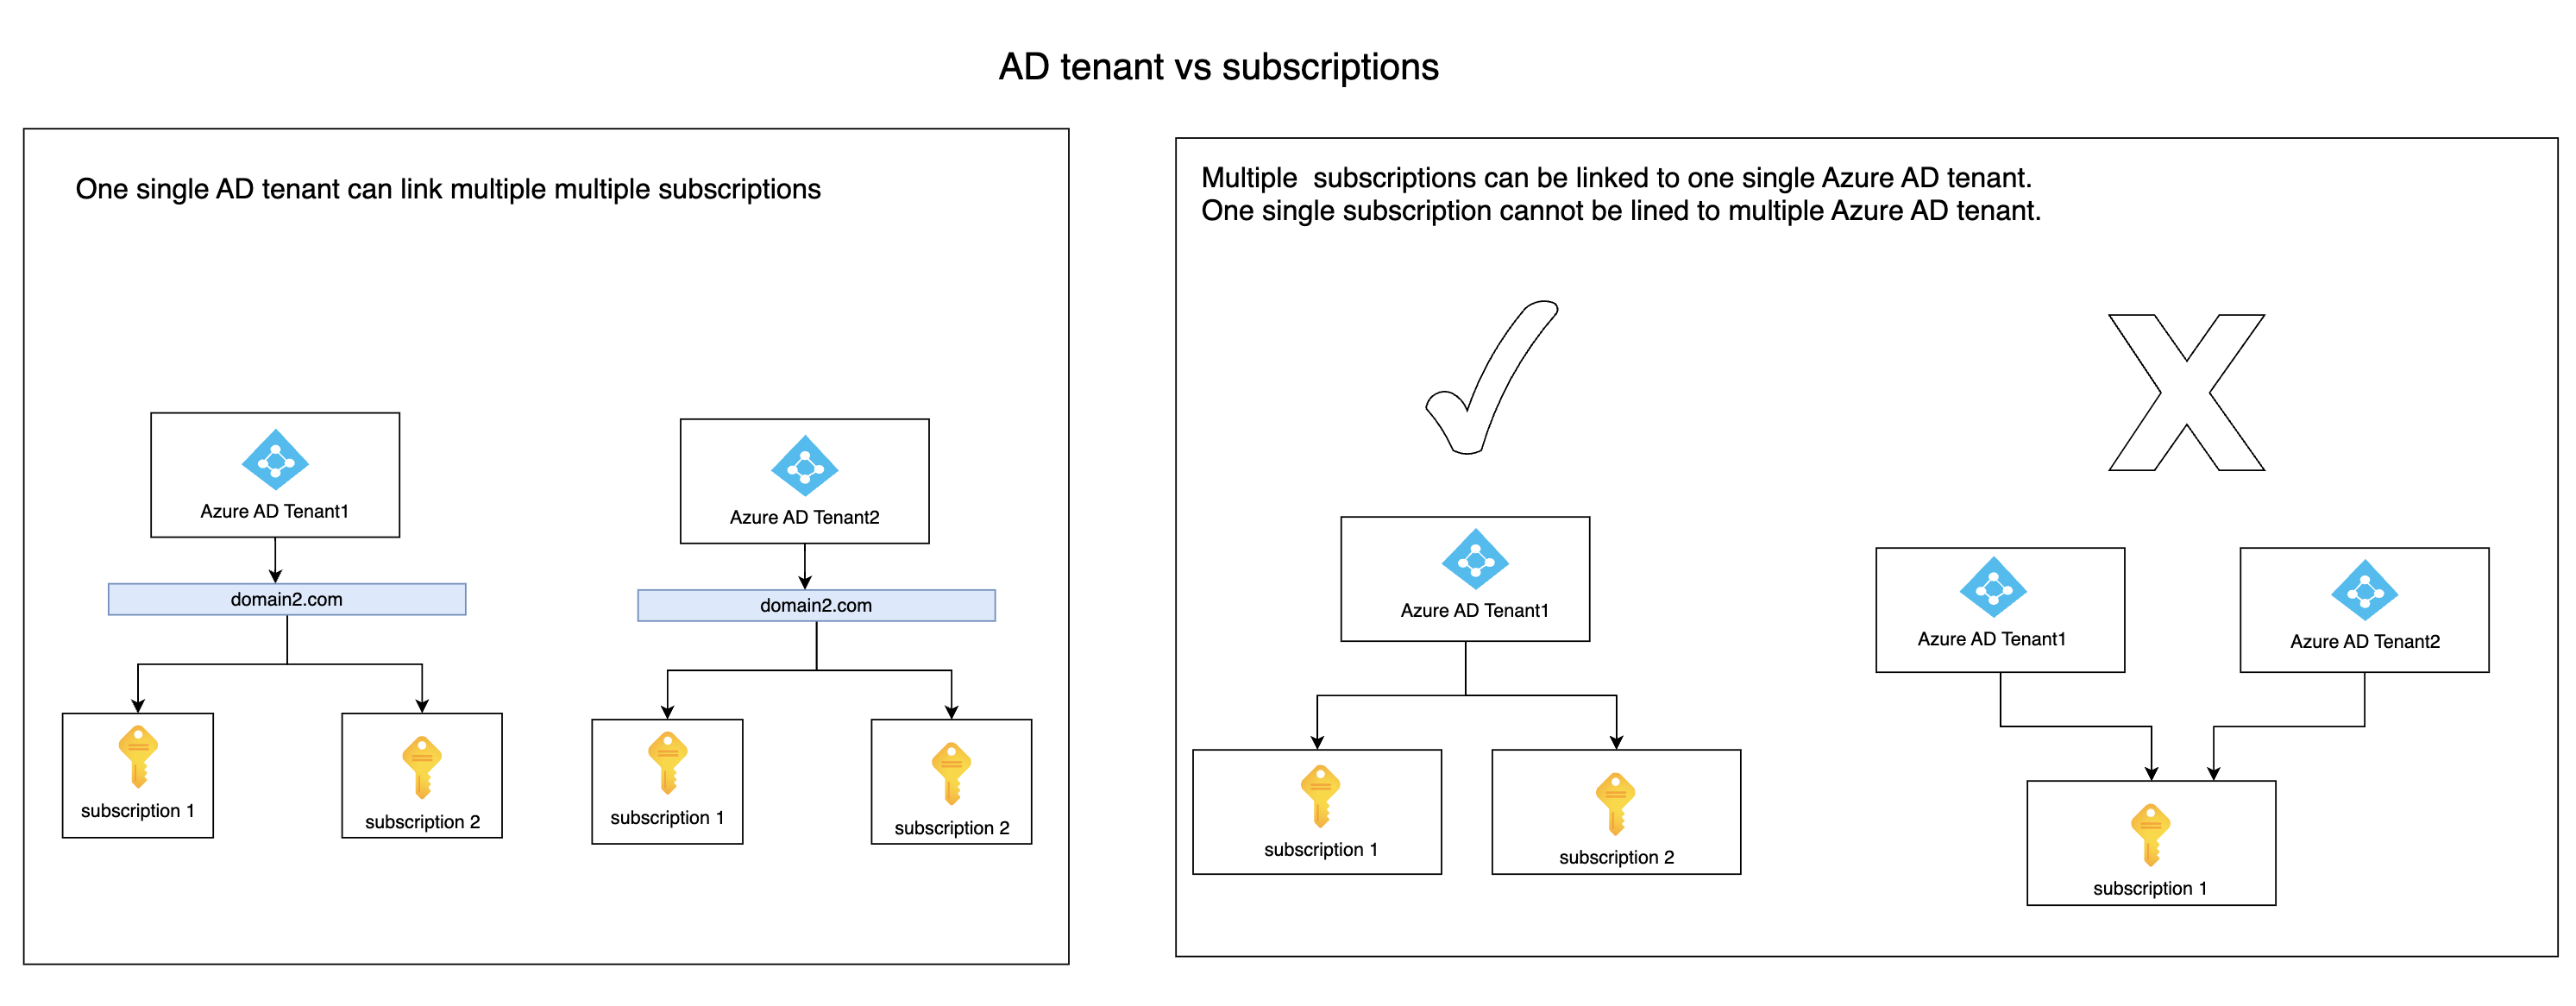 AD tenant vs subscriptions
One single AD tenant can link multiple multiple subscriptions
Azure AD Tenant1
domain2.com
subscription 1
subscription 2
Azure AD Tenant2
domain2.com
subscription 1
subscription 2
Multiple  subscriptions can be linked to one single Azure AD tenant.
One single subscription cannot be lined to multiple Azure AD tenant.
Azure AD Tenant1
subscription 1
subscription 2
X
Azure AD Tenant1
Azure AD Tenant2
subscription 1